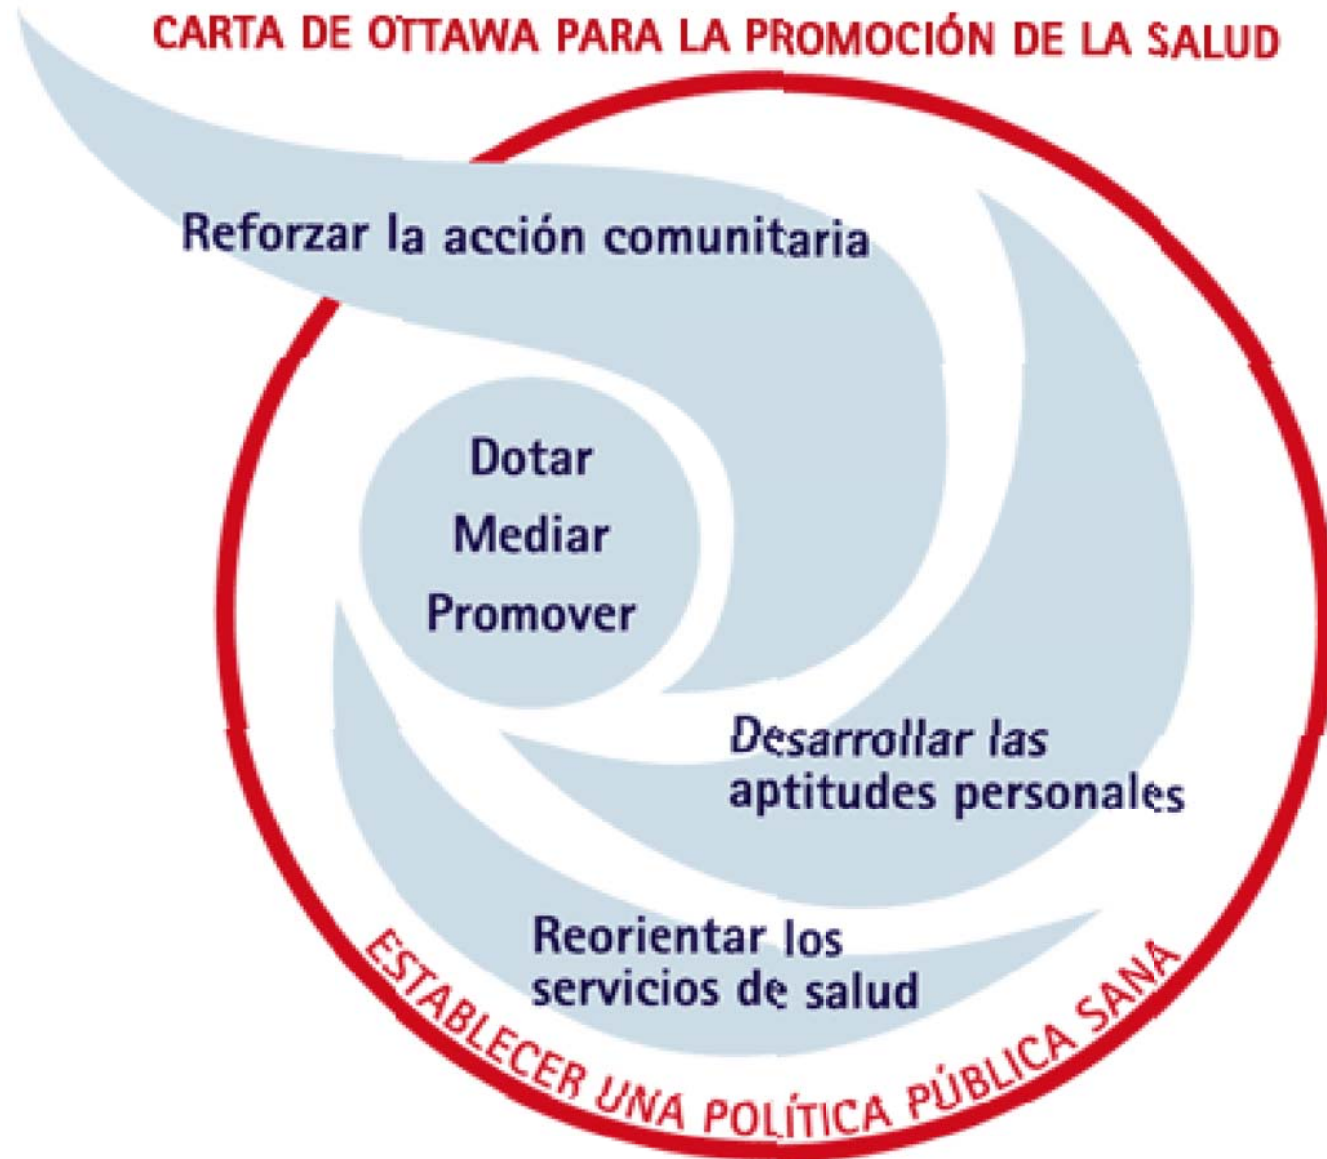 CARTA DE OTTAWA PARA LA PROMOCIÓN DE LA SALUD
Reforzar la acción comunitaria
Dotar
Mediar
Promover
Desarrollar las
aptitudes personales
Reorientar los
servicios de salud
ESTABLECER UNA POLÍTICA PÚBLICA SANA